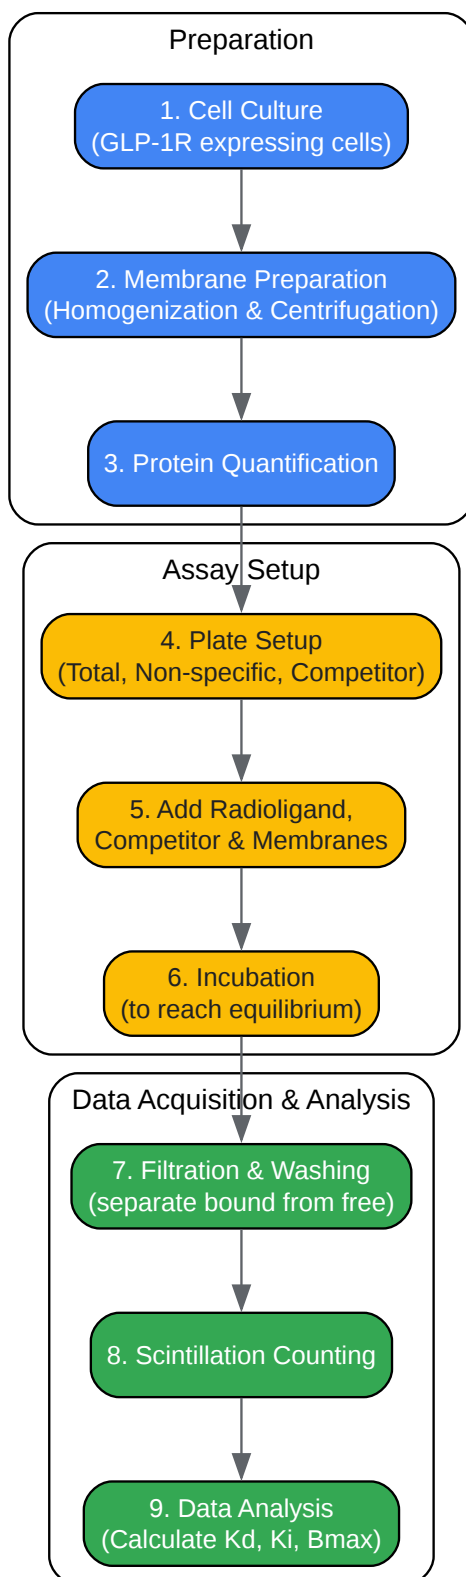 Preparation
1. Cell Culture
(GLP-1R expressing cells)
2. Membrane Preparation
(Homogenization & Centrifugation)
3. Protein Quantification
Assay Setup
4. Plate Setup
(Total, Non-specific, Competitor)
5. Add Radioligand,
Competitor & Membranes
6. Incubation
(to reach equilibrium)
Data Acquisition & Analysis
7. Filtration & Washing
(separate bound from free)
8. Scintillation Counting
9. Data Analysis
(Calculate Kd, Ki, Bmax)